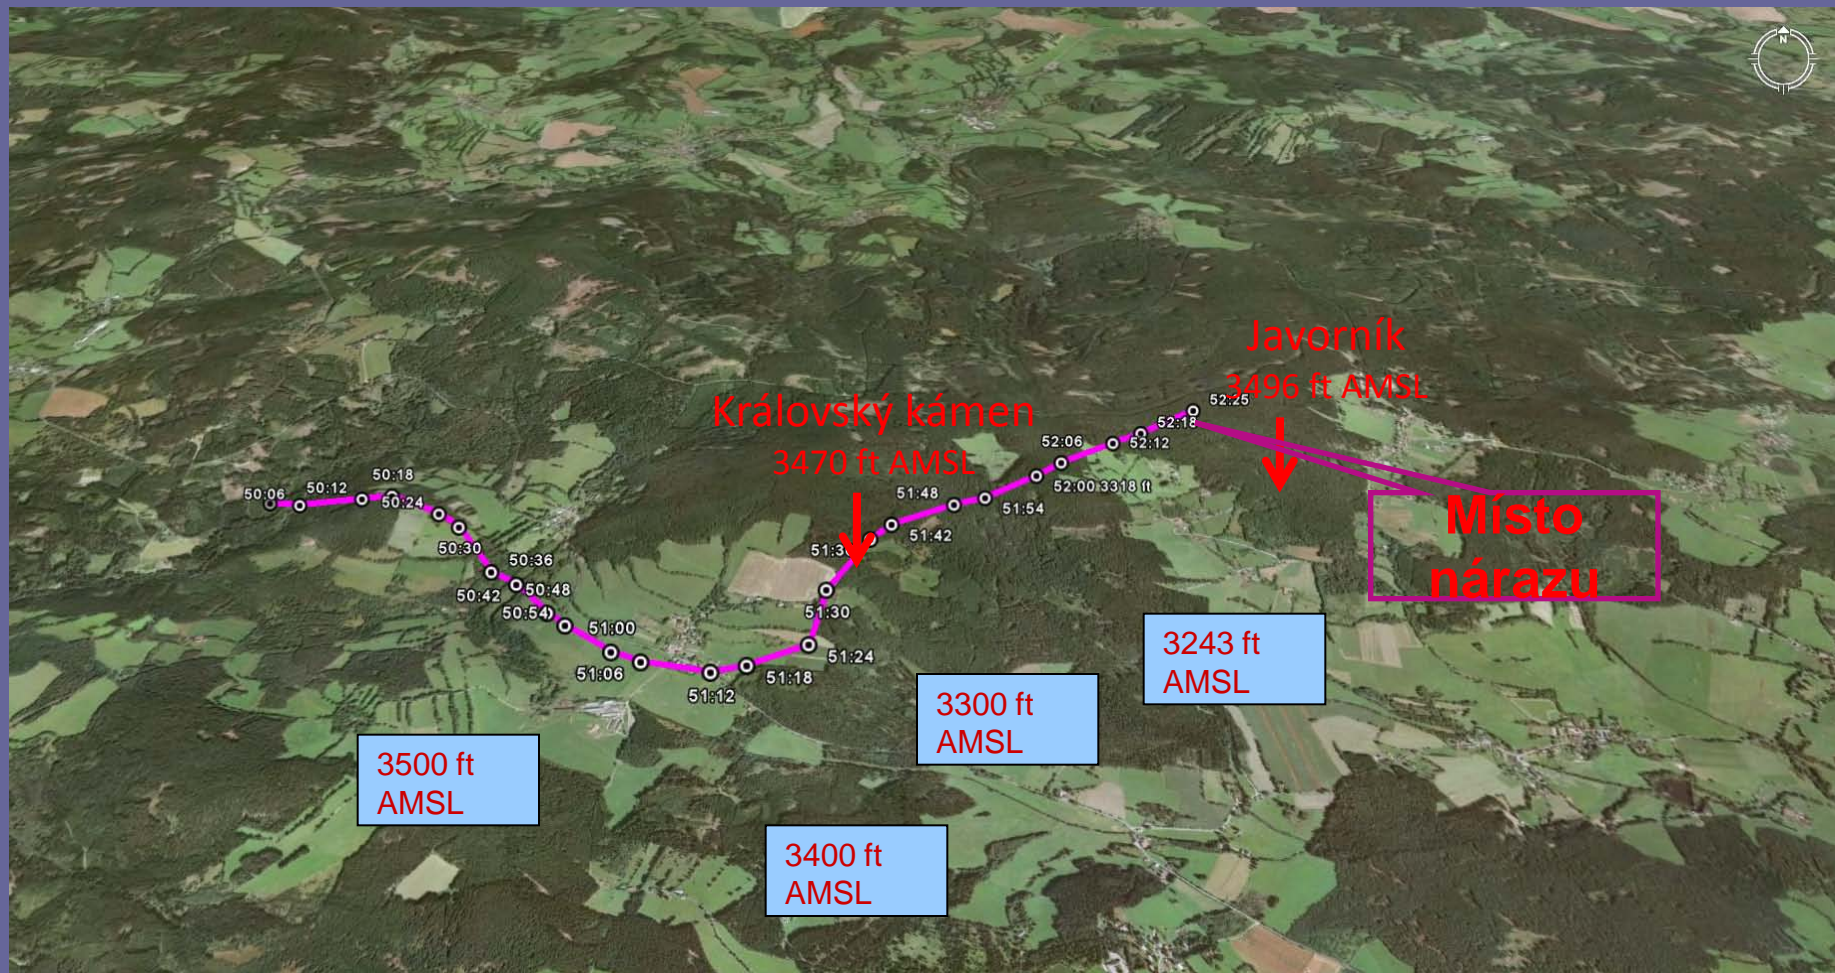 N
Javorník
3496 ft AMSL
Královský kámen
3470 ft AMSL
50:06
50:12
50:18
50:24
50:30
50:36
50:42
50:48
50:54
51:00
51:06
51:12
51:18
51:24
51:30
51:42
51:48
51:54
52:00 3318 ft
52:06
52:12
52:18
52:25
Místo
nárazu
3243 ft
AMSL
3300 ft
AMSL
3500 ft
AMSL
3400 ft
AMSL